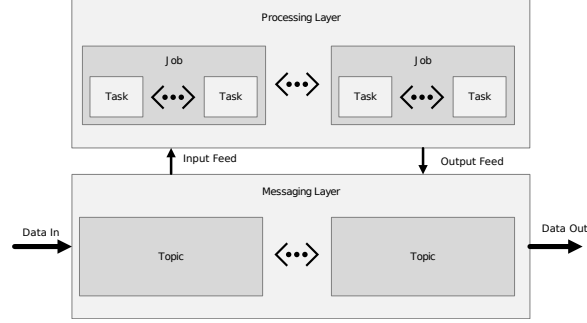 Processing Layer
Job
Job
Task
Task
Task
Task
Input Feed
Output Feed
Messaging Layer
Data In
Data Out
Topic
Topic